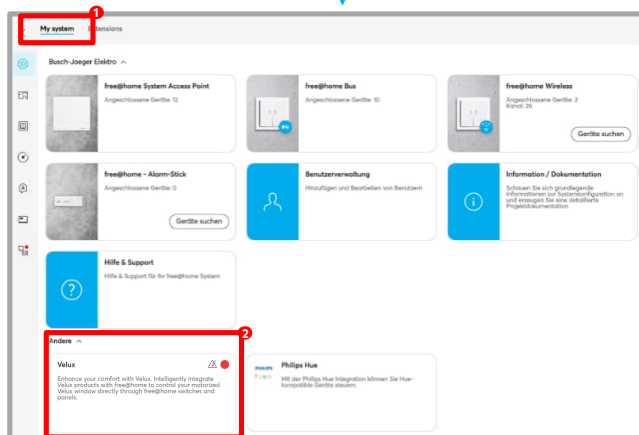 1
My system
Extensions
Busch-Jaeger Elektro
free@home System Access Point
Angeschlossene Geräte: 12
free@home Bus
Angeschlossene Geräte: 10
free@home Wireless
Angeschlossene Geräte: 2
Kanal: 26
Geräte suchen
free@home - Alarm-Stick
Angeschlossene Geräte: 0
Geräte suchen
Benutzerverwaltung
Hinzufügen und Bearbeiten von Benutzern
Information / Dokumentation
Schauen Sie sich grundlegende
Informationen zur Systemkonfiguration an
und erzeugen Sie eine detaillierte
Projektdokumentation
Hilfe & Support
Hilfe & Support für Ihr free@home System
Andere
2
Velux
Enhance your comfort with Velux. Intelligently integrate
Velux products with free@home to control your motorized
Velux window directly through free@home switches and
panels.
PHILIPS
Philips Hue
Mit der Philips Hue Integration können Sie Hue-
kompatible Geräte steuern.